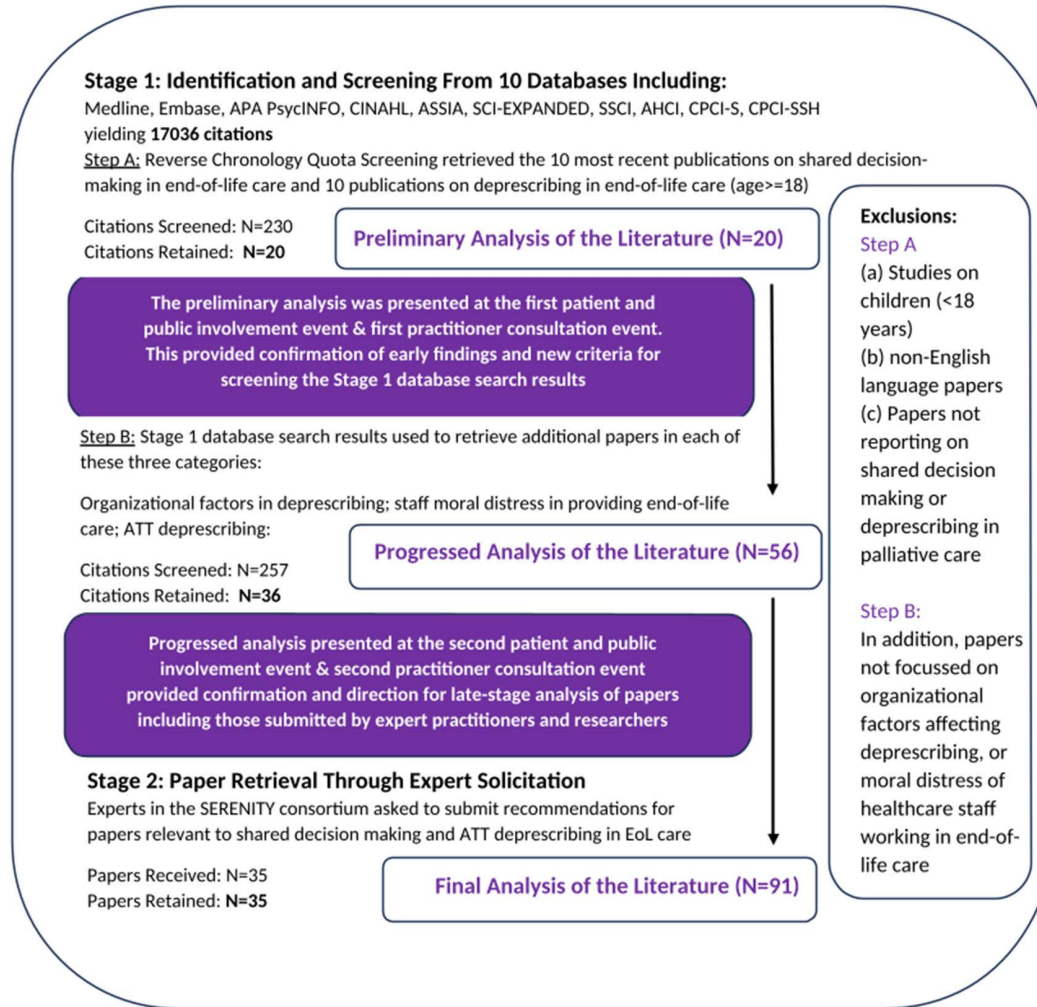 Stage 1: Identification and Screening From 10 Databases Including:
Medline, Embase, APA PsycINFO, CINAHL, ASSIA, SCI-EXPANDED, SSCI, AHCI, CPCI-S, CPCI-SSH
yielding 17036 citations
Step A: Reverse Chronology Quota Screening retrieved the 10 most recent publications on shared decision-
making in end-of-life care and 10 publications on deprescribing in end-of-life care (age>=18)
Citations Screened: N=230
Citations Retained: N=20
Preliminary Analysis of the Literature (N=20)
The preliminary analysis was presented at the first patient and
public involvement event & first practitioner consultation event.
This provided confirmation of early findings and new criteria for
screening the Stage 1 database search results
Step B: Stage 1 database search results used to retrieve additional papers in each of
these three categories:
Organizational factors in deprescribing; staff moral distress in providing end-of-life
care; ATT deprescribing:
Citations Screened: N=257
Citations Retained: N=36
Progressed Analysis of the Literature (N=56)
Progressed analysis presented at the second patient and public
involvement event & second practitioner consultation event
provided confirmation and direction for late-stage analysis of papers
including those submitted by expert practitioners and researchers
Stage 2: Paper Retrieval Through Expert Solicitation
Experts in the SERENITY consortium asked to submit recommendations for
papers relevant to shared decision making and ATT deprescribing in EoL care
Papers Received: N=35
Papers Retained: N=35
Final Analysis of the Literature (N=91)
Exclusions:
Step A
(a) Studies on
children (<18
years)
(b) non-English
language papers
(c) Papers not
reporting on
shared decision
making or
deprescribing in
palliative care
Step B:
In addition, papers
not focussed on
organizational
factors affecting
deprescribing, or
moral distress of
healthcare staff
working in end-of-
life care